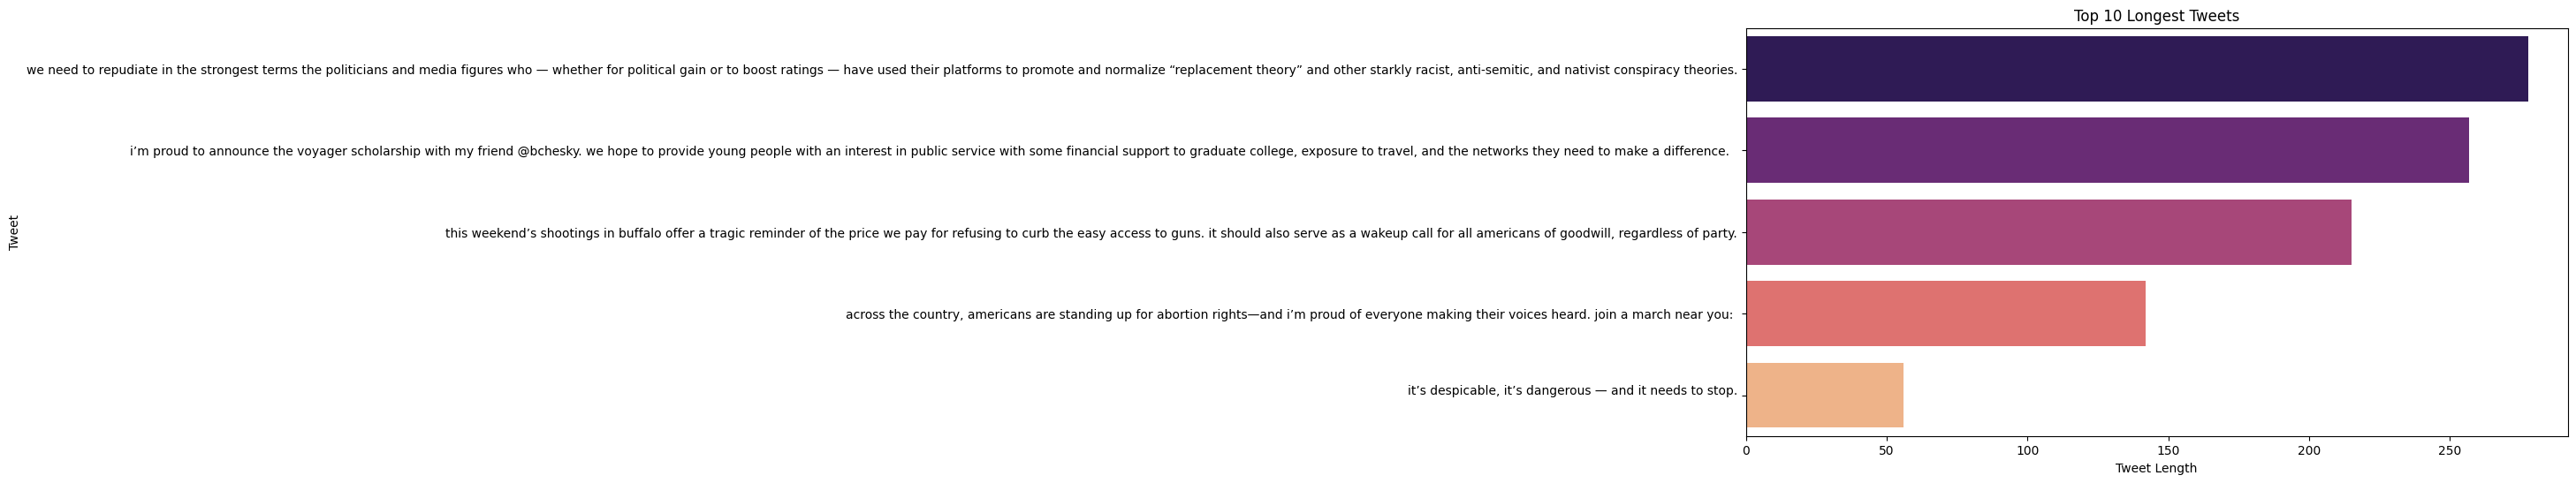 Top 10 Longest Tweets
we need to repudiate in the strongest terms the politicians and media figures who — whether for political gain or to boost ratings — have used their platforms to promote and normalize “replacement theory” and other starkly racist, anti-semitic, and nativist conspiracy theories.
i’m proud to announce the voyager scholarship with my friend @bchesky. we hope to provide young people with an interest in public service with some financial support to graduate college, exposure to travel, and the networks they need to make a difference.
Tweet
this weekend’s shootings in buffalo offer a tragic reminder of the price we pay for refusing to curb the easy access to guns. it should also serve as a wakeup call for all americans of goodwill, regardless of party.
across the country, americans are standing up for abortion rights—and i’m proud of everyone making their voices heard. join a march near you:
it’s despicable, it’s dangerous — and it needs to stop.
0 50 100 150 200 250
Tweet Length